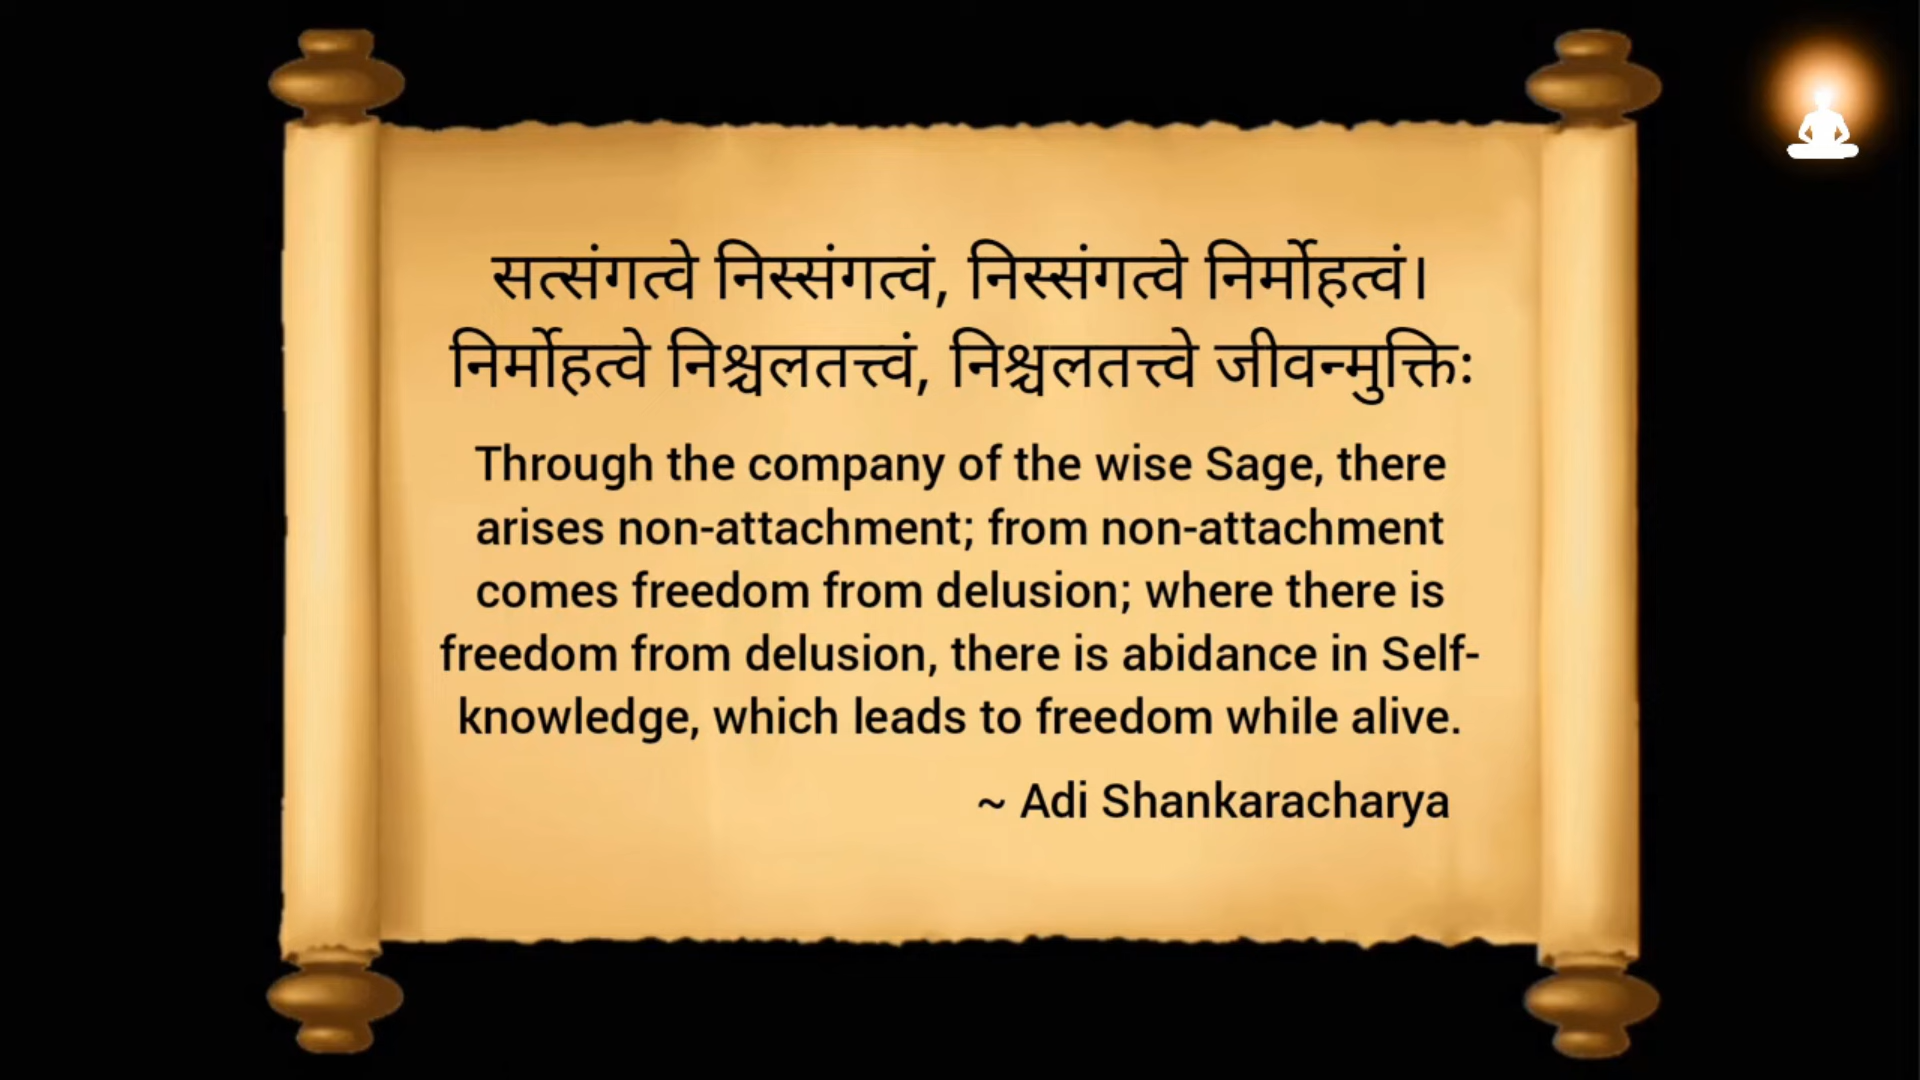 सत्संगत्वे निस्संगत्वं, निस्संगत्वे निर्मोहत्वं।
निर्मोहत्वे निश्चलतत्त्वं, निश्चलतत्त्वे जीवन्मुक्तिः
Through the company of the wise Sage, there
arises non-attachment; from non-attachment
comes freedom from delusion; where there is
freedom from delusion, there is abidance in Self-
knowledge, which leads to freedom while alive.
~ Adi Shankaracharya